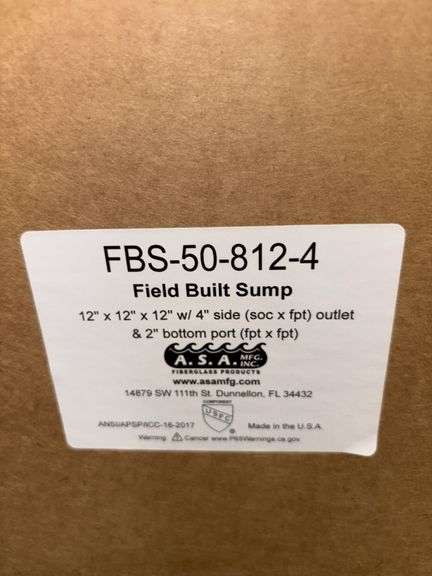 FBS-50-812-4
Field Built Sump
12" x 12" x 12" w/ 4" side (soc x fpt) outlet
& 2" bottom port (fpt x fpt)
A.S.A. MFG. INC.
FIBERGLASS PRODUCTS
www.asamfg.com
14679 SW 111th St. Dunnellon, FL 34432
COMPONENT
ANSI/APSP/ICC-16-2017
Made in the U.S.A.
Warning Cancer www.P65Warnings.ca.gov